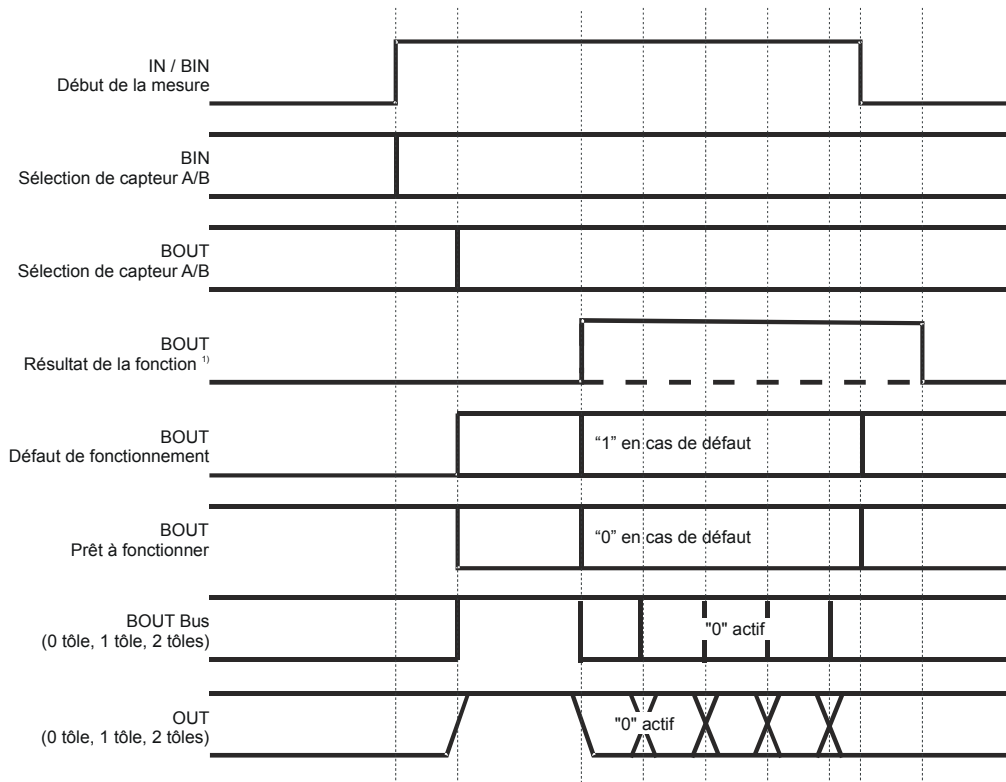 IN / BIN
Début de la mesure
BIN
Sélection de capteur A/B
BOUT
Sélection de capteur A/B
BOUT
Résultat de la fonction 1)
BOUT
Défaut de fonctionnement
“1” en cas de défaut
BOUT
Prêt à fonctionner
“0” en cas de défaut
BOUT Bus
(0 tôle, 1 tôle, 2 tôles)
"0" actif
OUT
(0 tôle, 1 tôle, 2 tôles)
"0" actif